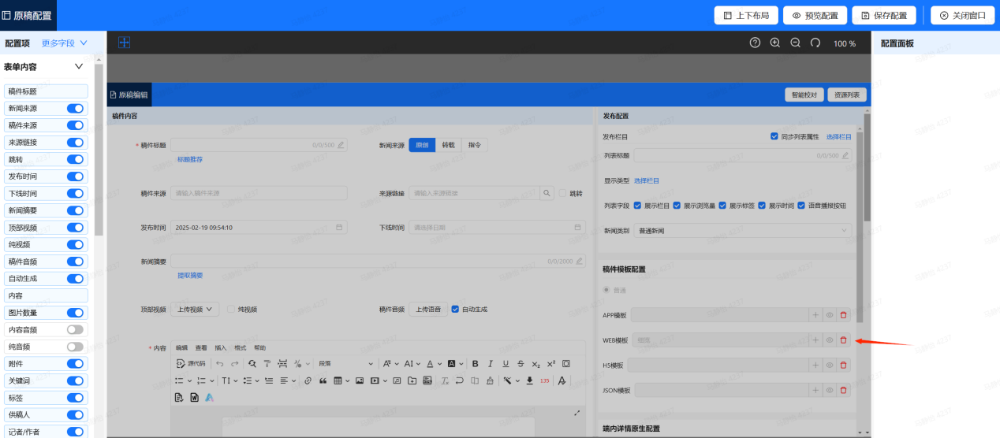 原稿配置
上下布局 预览配置 保存配置 关闭窗口
配置项 更多字段
100 %
配置面板
表单内容
稿件标题
新闻来源
稿件来源
来源链接
跳转
发布时间
下线时间
新闻摘要
顶部视频
纯视频
稿件音频
自动生成
内容
图片数量
内容音频
纯音频
附件
关键词
标签
供稿人
记者/作者
原稿编辑
智能校对 资源列表
稿件内容
* 稿件标题 0/0/500
标题推荐
新闻来源 原创 转载 指令
稿件来源 请输入稿件来源
来源链接 请输入来源链接 跳转
发布时间 2025-02-19 09:54:10
下线时间 请选择日期
新闻摘要 0/0/2000
提取摘要
顶部视频 上传视频 纯视频
稿件音频 上传语音 自动生成
* 内容 编辑 查看 插入 格式 帮助
源代码 段落
135
发布配置
发布栏目 同步列表属性 选择栏目
列表标题 0/0/500
显示类型 选择栏目
列表字段 展示栏目 展示浏览量 展示标签 展示时间 语音播报按钮
新闻类别 普通新闻
稿件模板配置
普通
APP模板
WEB模板
H5模板
JSON模板
端内详情原生配置